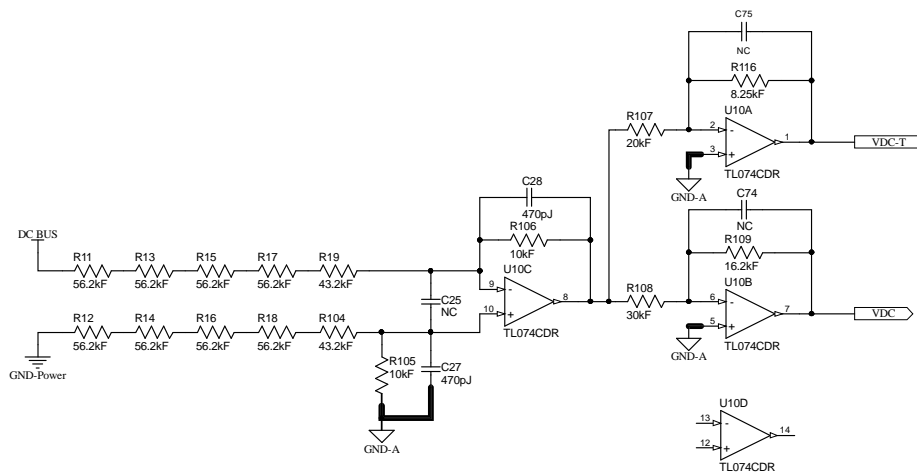 C75
NC
R116
8.25kF
U10A
R107
20kF
2
-
3
+
1
VDC-T
TL074CDR
GND-A
C28
470pJ
R106
10kF
C74
NC
R109
16.2kF
DC BUS
R11
56.2kF
R13
56.2kF
R15
56.2kF
R17
56.2kF
R19
43.2kF
C25
NC
U10C
9
-
10
+
8
TL074CDR
R108
30kF
U10B
6
-
5
+
7
VDC
TL074CDR
GND-A
R12
56.2kF
R14
56.2kF
R16
56.2kF
R18
56.2kF
R104
43.2kF
GND-Power
R105
10kF
C27
470pJ
GND-A
U10D
13
-
12
+
14
TL074CDR